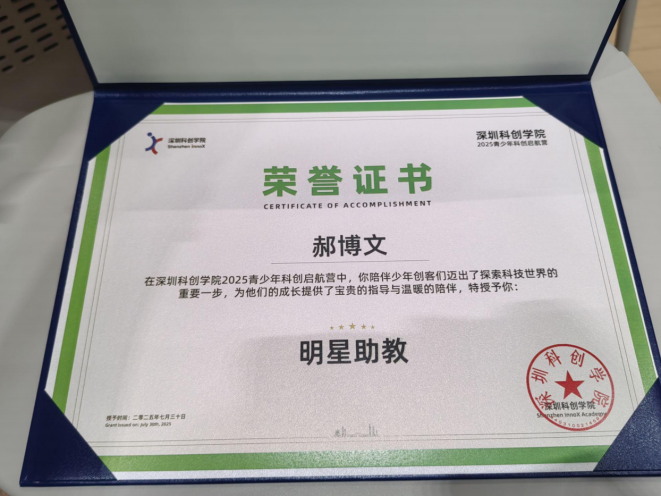 深圳科创学院
Shenzhen InnoX
深圳科创学院
2025青少年科创启航营
荣誉证书
CERTIFICATE OF ACCOMPLISHMENT
郝博文
在深圳科创学院2025青少年科创启航营中，你陪伴少年创客们迈出了探索科技世界的
重要一步，为他们的成长提供了宝贵的指导与温暖的陪伴，特授予你：
明星助教
深圳科创学院
深圳科创学院
Shenzhen InnoX Academy
授予时间：二零二五年七月三十日
Grant issued on: July 30th, 2025